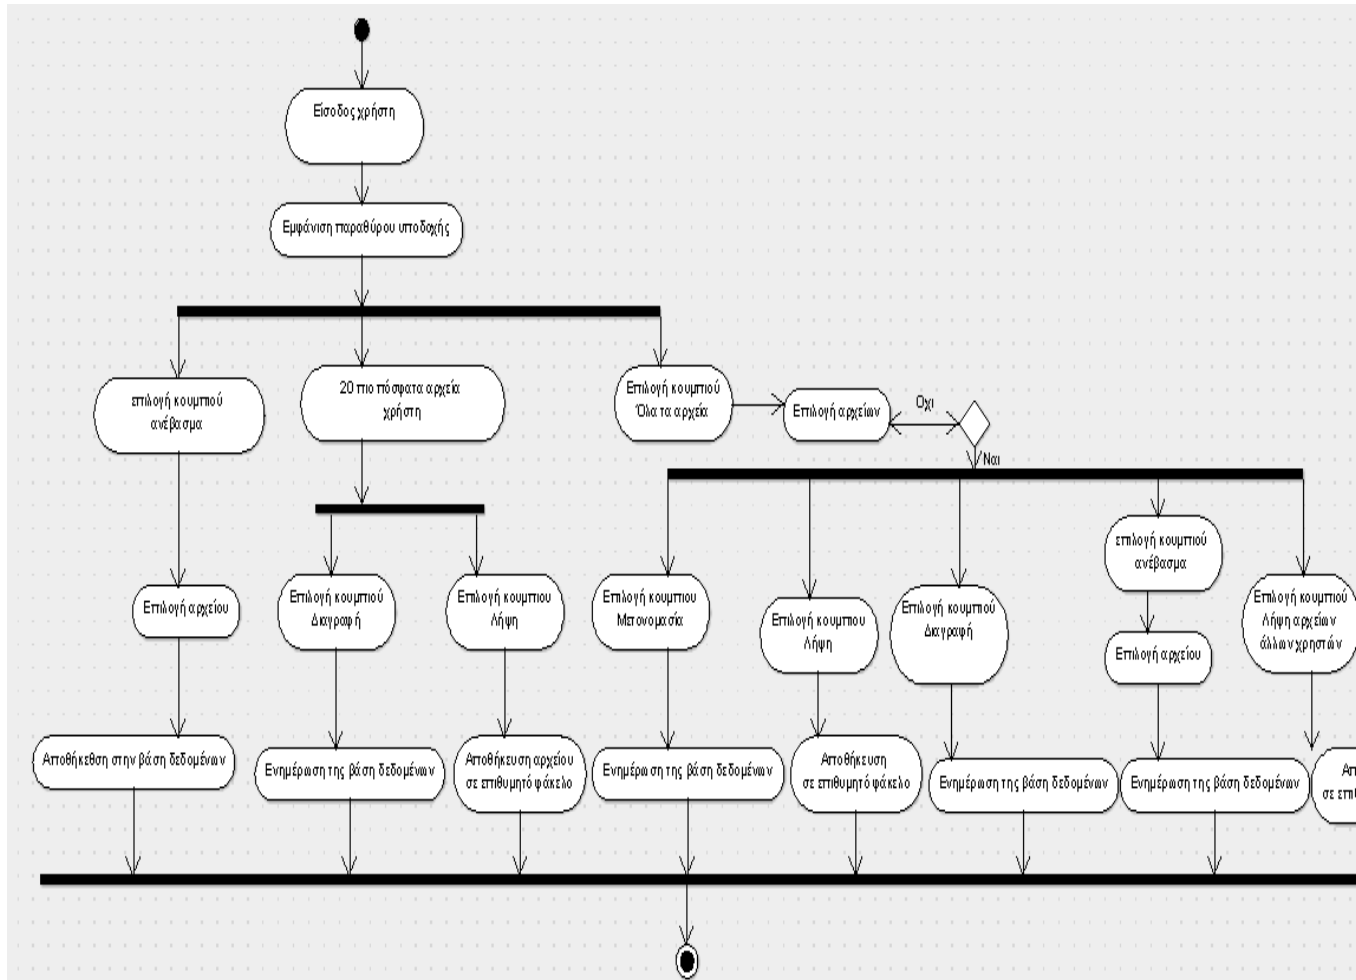 Είσοδος χρήστη
Εμφάνιση παραθύρου υποδοχής
επιλογή κουμπιού
ανέβασμα
20 πιο πόσφατα αρχεία
χρήστη
Επιλογή κουμπιού
Όλα τα αρχεία
Επιλογή αρχείων
Όχι
Ναι
Επιλογή αρχείου
Επιλογή κουμπιού
Διαγραφή
Επιλογή κουμπιου
Λήψη
Επιλογή κουμπιού
Μετονομασία
Επιλογή κουμπιου
Λήψη
Επιλογή κουμπιού
Διαγραφή
επιλογή κουμπιού
ανέβασμα
Επιλογή αρχείου
Επιλογή κουμπιού
Λήψη αρχείων
άλλων χρηστών
Αποθήκεθση στην βάση δεδομένων
Ενημέρωση της βάση δεδομένων
Αποθήκευση αρχείου
σε επιθυμητό φάκελο
Ενημέρωση της βάση δεδομένων
Αποθήκευση
σε επιθυμητό φάκελο
Ενημέρωση της βάση δεδομένων
Ενημέρωση της βάση δεδομένων
σε